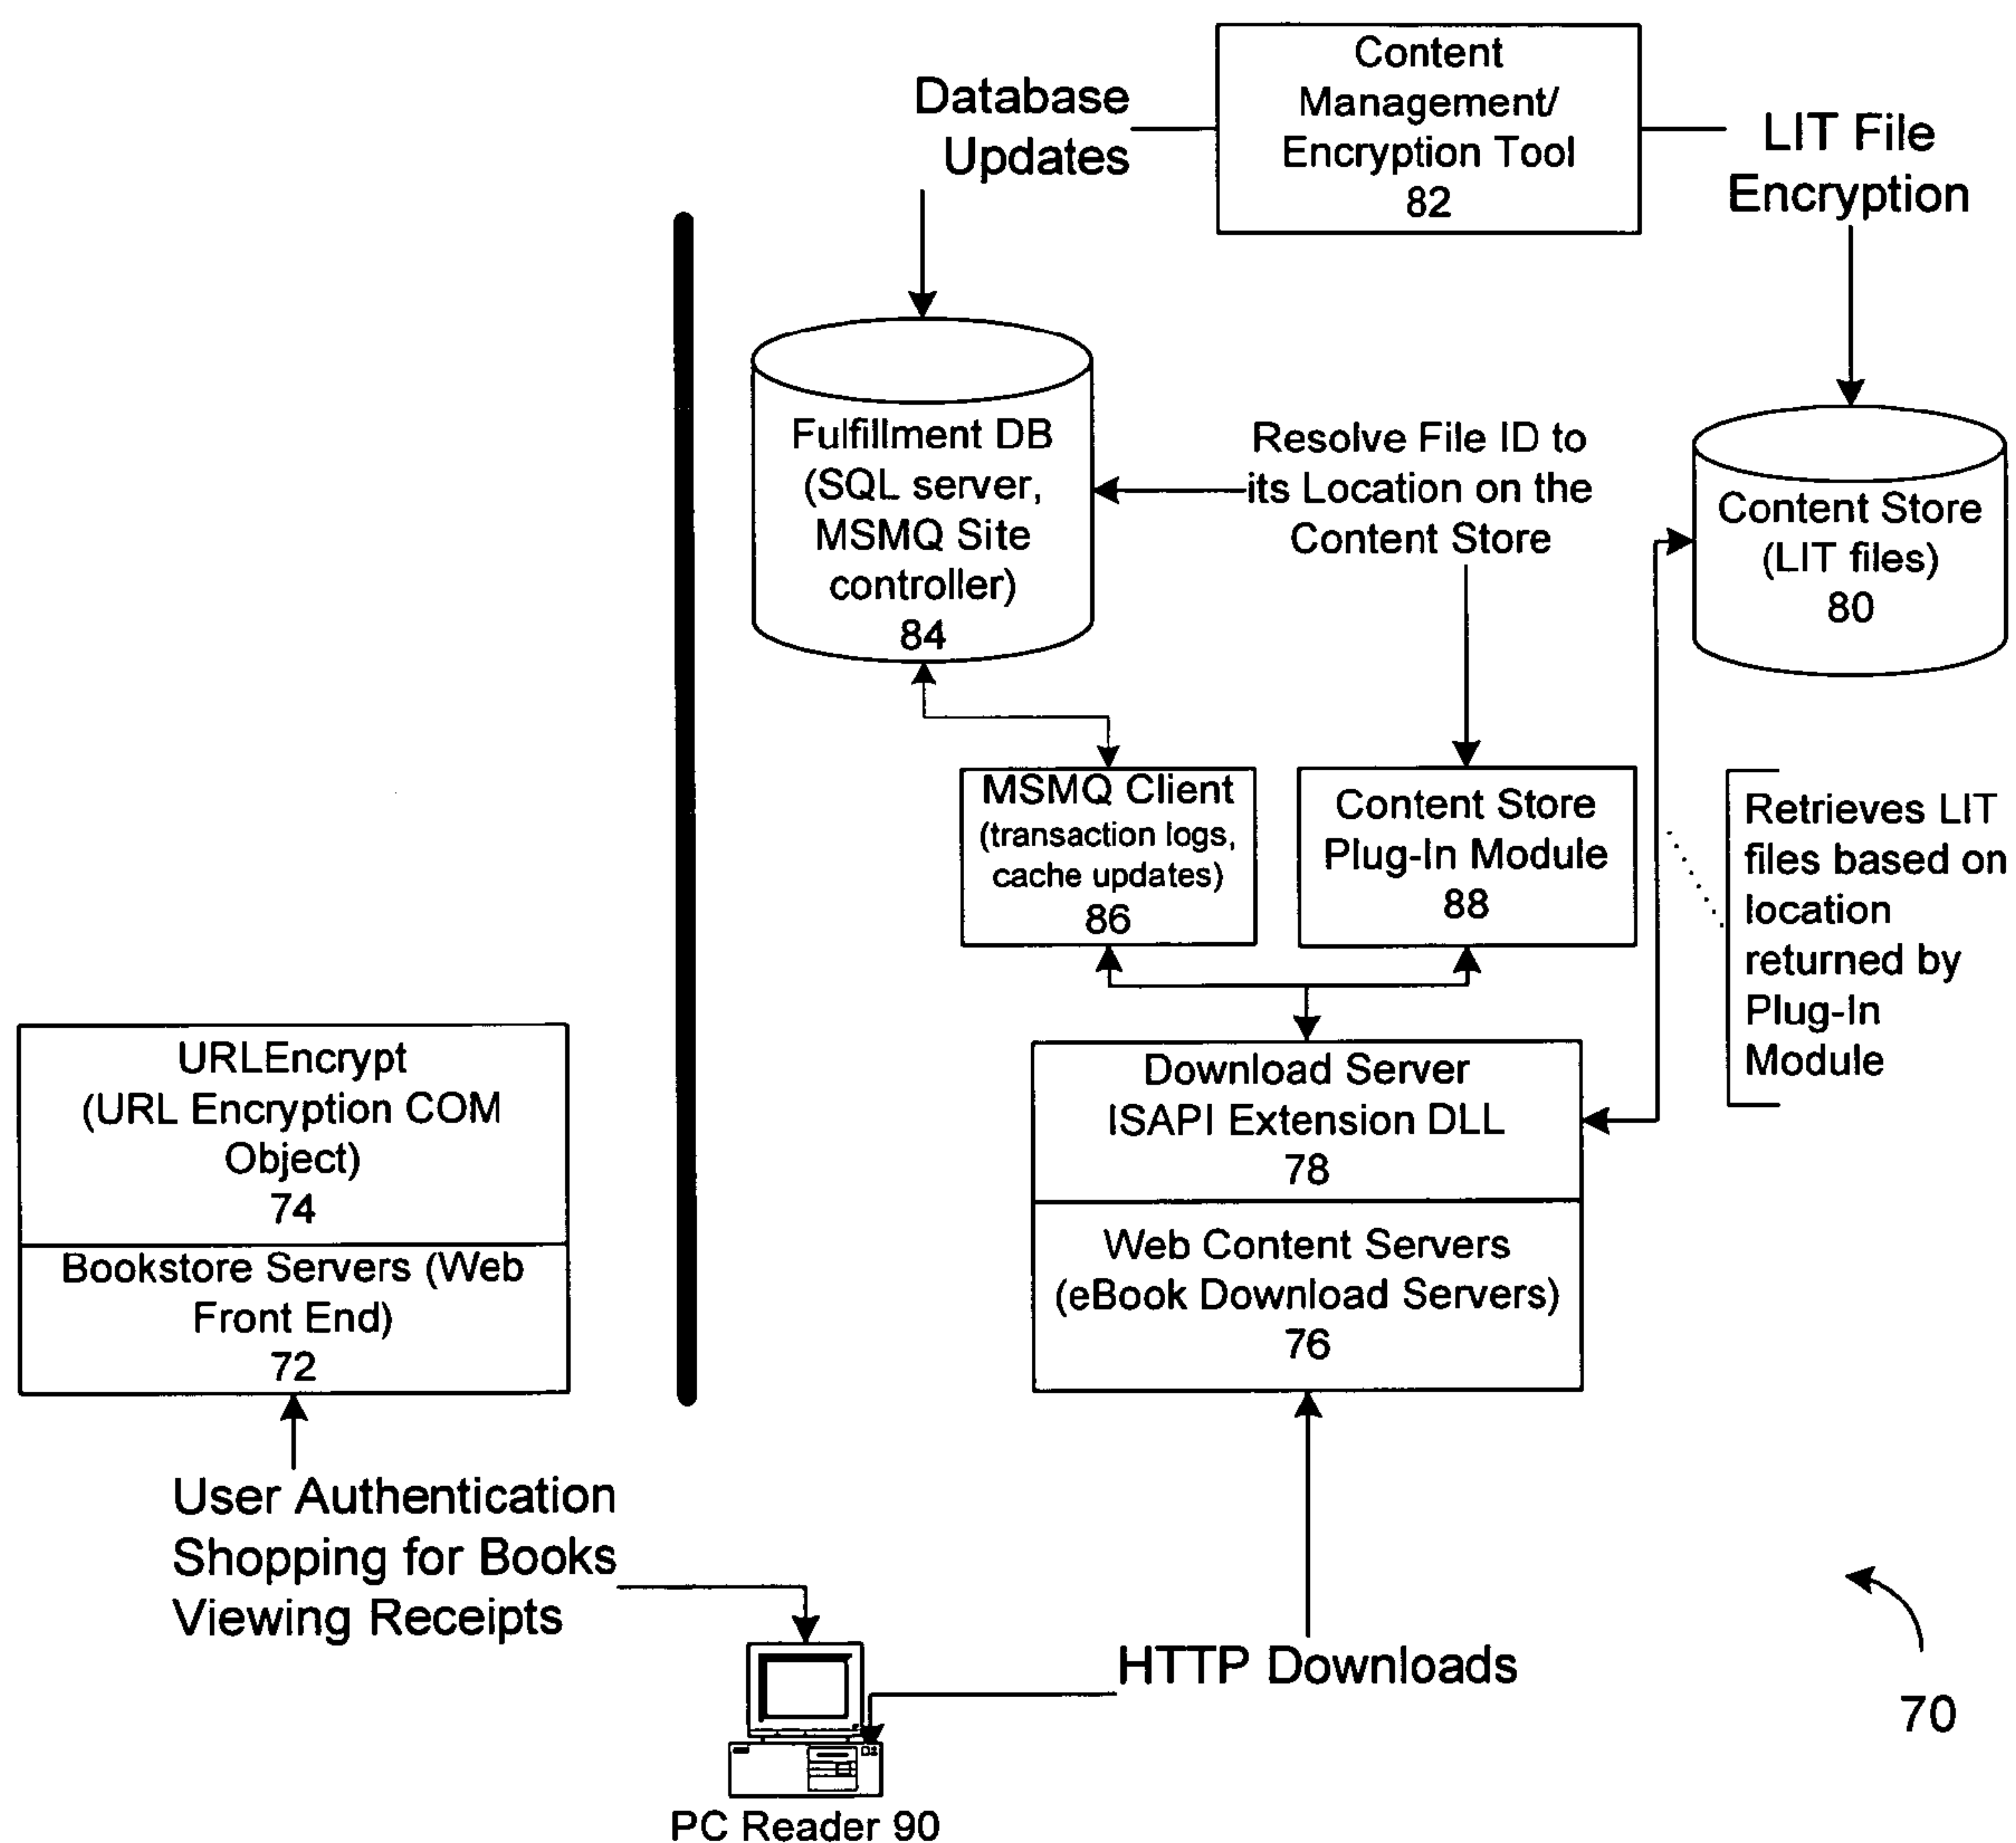 Content
Management/
Encryption Tool
82
Database
Updates
LIT File
Encryption
Fulfillment DB
(SQL server,
MSMQ Site
controller)
84
Resolve File ID to
its Location on the
Content Store
Content Store
(LIT files)
80
MSMQ Client
(transaction logs,
cache updates)
86
Content Store
Plug-In Module
88
Retrieves LIT
files based on
location
returned by
Plug-In
Module
URLEncrypt
(URL Encryption COM
Object)
74
Bookstore Servers (Web
Front End)
72
Download Server
ISAPI Extension DLL
78
Web Content Servers
(eBook Download Servers)
76
User Authentication
Shopping for Books
Viewing Receipts
HTTP Downloads
70
PC Reader 90